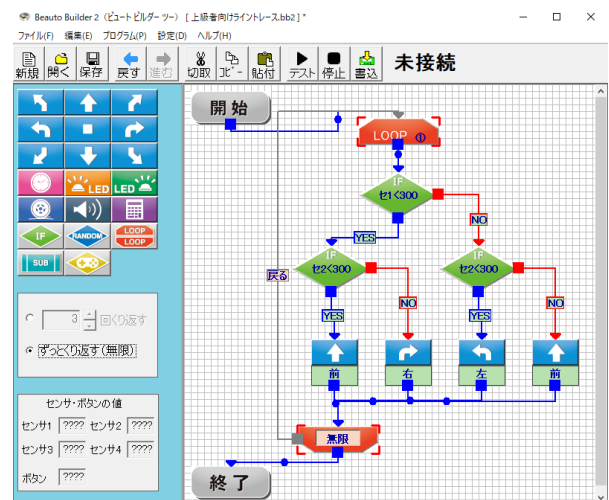 Beauto Builder 2 (ビュート ビルダー ツー) [ 上級者向けライントレース.bb2 ] *
ファイル(F) 編集(E) プログラム(P) 設定(D) ヘルプ(H)
新規 開く 保存 戻す 進む 切取 コピー 貼付 テスト 停止 書込 未接続
LED LED
IF RANDOM LOOP LOOP
SUB
3 回くり返す
ずっとくり返す(無限)
センサ・ボタンの値
センサ1 ???? センサ2 ????
センサ3 ???? センサ4 ????
ボタン ????
開始
LOOP ①
IF
セ1<300
NO
YES
戻る
IF
セ2<300
IF
セ2<300
YES
NO
YES
NO
前 右 左 前
無限
終了